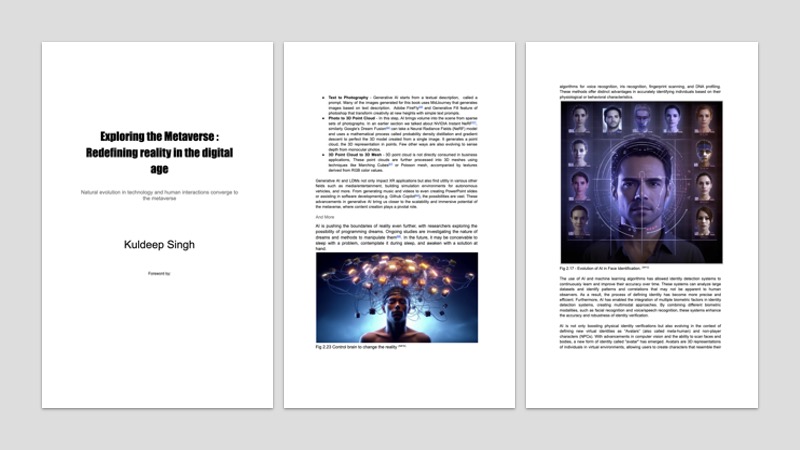 Exploring the Metaverse :
Redefining reality in the digital
age
Natural evolution in technology and human interactions converge to
the metaverse
Kuldeep Singh
Foreword by:
• Text to Photography - Generative AI starts from a textual description, called a
prompt. Many of the images generated for this book uses MidJourney that generates
images based on text description. Adobe FireFly and Generative Fill feature of
photoshop that transform creativity at new heights with simple text prompts.
• Photo to 3D Point Cloud - In this step, AI brings volume into the scene from sparse
sets of photographs. In an earlier section we talked about NVIDIA Instant NeRF,
similarly Google's Dream Fusion can take a Neural Radiance Fields (NeRF) model
and uses a mathematical process called probability density distillation and gradient
descent to perfect the 3D model created from a single image. It generates a point
cloud, the 3D representation in points. Few other ways are also evolving to sense
depth from monocular photos.
• 3D Point Cloud to 3D Mesh - 3D point cloud is not directly consumed in business
applications. These point clouds are further processed into 3D meshes using
techniques like Marching Cubes or Poisson mesh, accompanied by textures
derived from RGB color values.
Generative AI and LDMs not only impact XR applications but also find utility in various other
fields such as media/entertainment, building simulation environments for autonomous
vehicles, and more. From generating music and videos to even creating PowerPoint slides
or assisting in software development(e.g. Github Copilot), the possibilities are vast. These
advancements in generative AI bring us closer to the scalability and immersive potential of
the metaverse, where content creation plays a pivotal role.
And More
AI is pushing the boundaries of reality even further, with researchers exploring the
possibility of programming dreams. Ongoing studies are investigating the nature of
dreams and methods to manipulate them. In the future, it may be conceivable to
sleep with a problem, contemplate it during sleep, and awaken with a solution at
hand.
Fig 2.23 Control brain to change the reality
algorithms for voice recognition, iris recognition, fingerprint scanning, and DNA profiling.
These methods offer distinct advantages in accurately identifying individuals based on their
physiological or behavioral characteristics.
Fig 2.17 - Evolution of AI in Face identification.
The use of AI and machine learning algorithms has allowed identity detection systems to
continuously learn and improve their accuracy over time. These systems can analyze large
datasets and identify patterns and correlations that may not be apparent to human
observers. As a result, the process of defining identity has become more precise and
efficient. Furthermore, AI has enabled the integration of multiple biometric factors in identity
detection systems, creating multimodal approaches. By combining different biometric
modalities, such as facial recognition and voice/speech recognition, these systems enhance
the accuracy and robustness of identity verification.
AI is not only boosting physical identity verifications but also evolving in the context of
defining new virtual identities as "Avatars" (also called meta-human) and non-player
characters (NPCs). With advancements in computer vision and the ability to scan faces and
bodies, a new form of identity called "avatar" has emerged. Avatars are 3D representations
of individuals in virtual environments, allowing users to create characters that resemble their